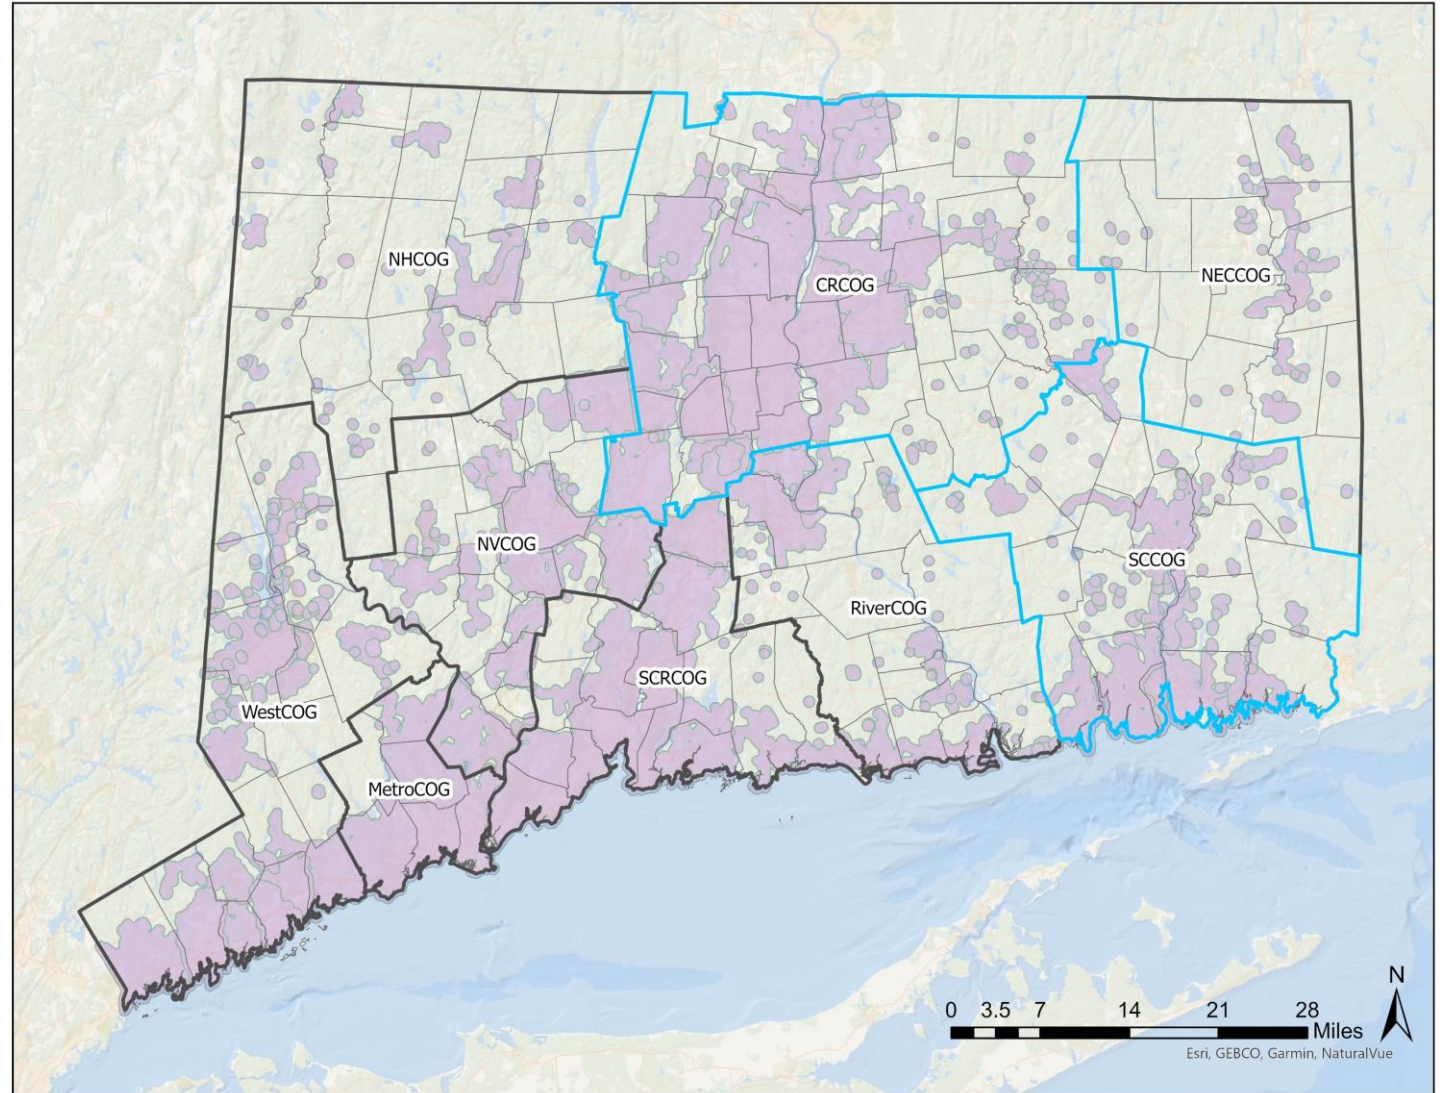 NHCOG
CRCOG
NECCOG
NVCOG
SCCOG
RiverCOG
SCRCOG
WestCOG
MetroCOG
N
0 3.5 7 14 21 28
Miles
Esri, GEBCO, Garmin, NaturalVue